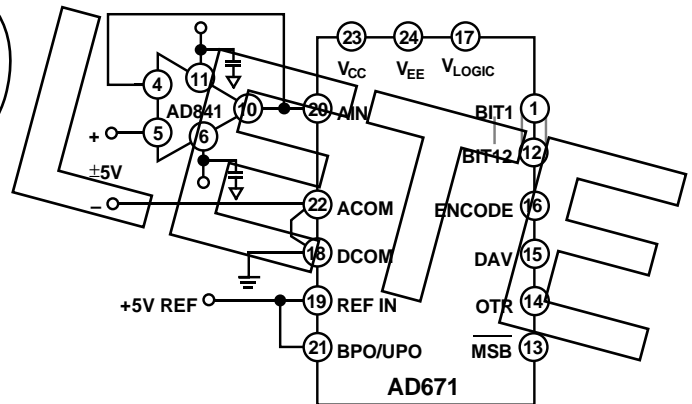 23 24 17
VCC VEE VLOGIC
4 11 10 20 AIN BIT1 1
AD841
+ 5 6 BIT12 12
±5V
– 22 ACOM ENCODE 16
18 DCOM DAV 15
+5V REF 19 REF IN OTR 14
21 BPO/UPO MSB 13
AD671
LETE